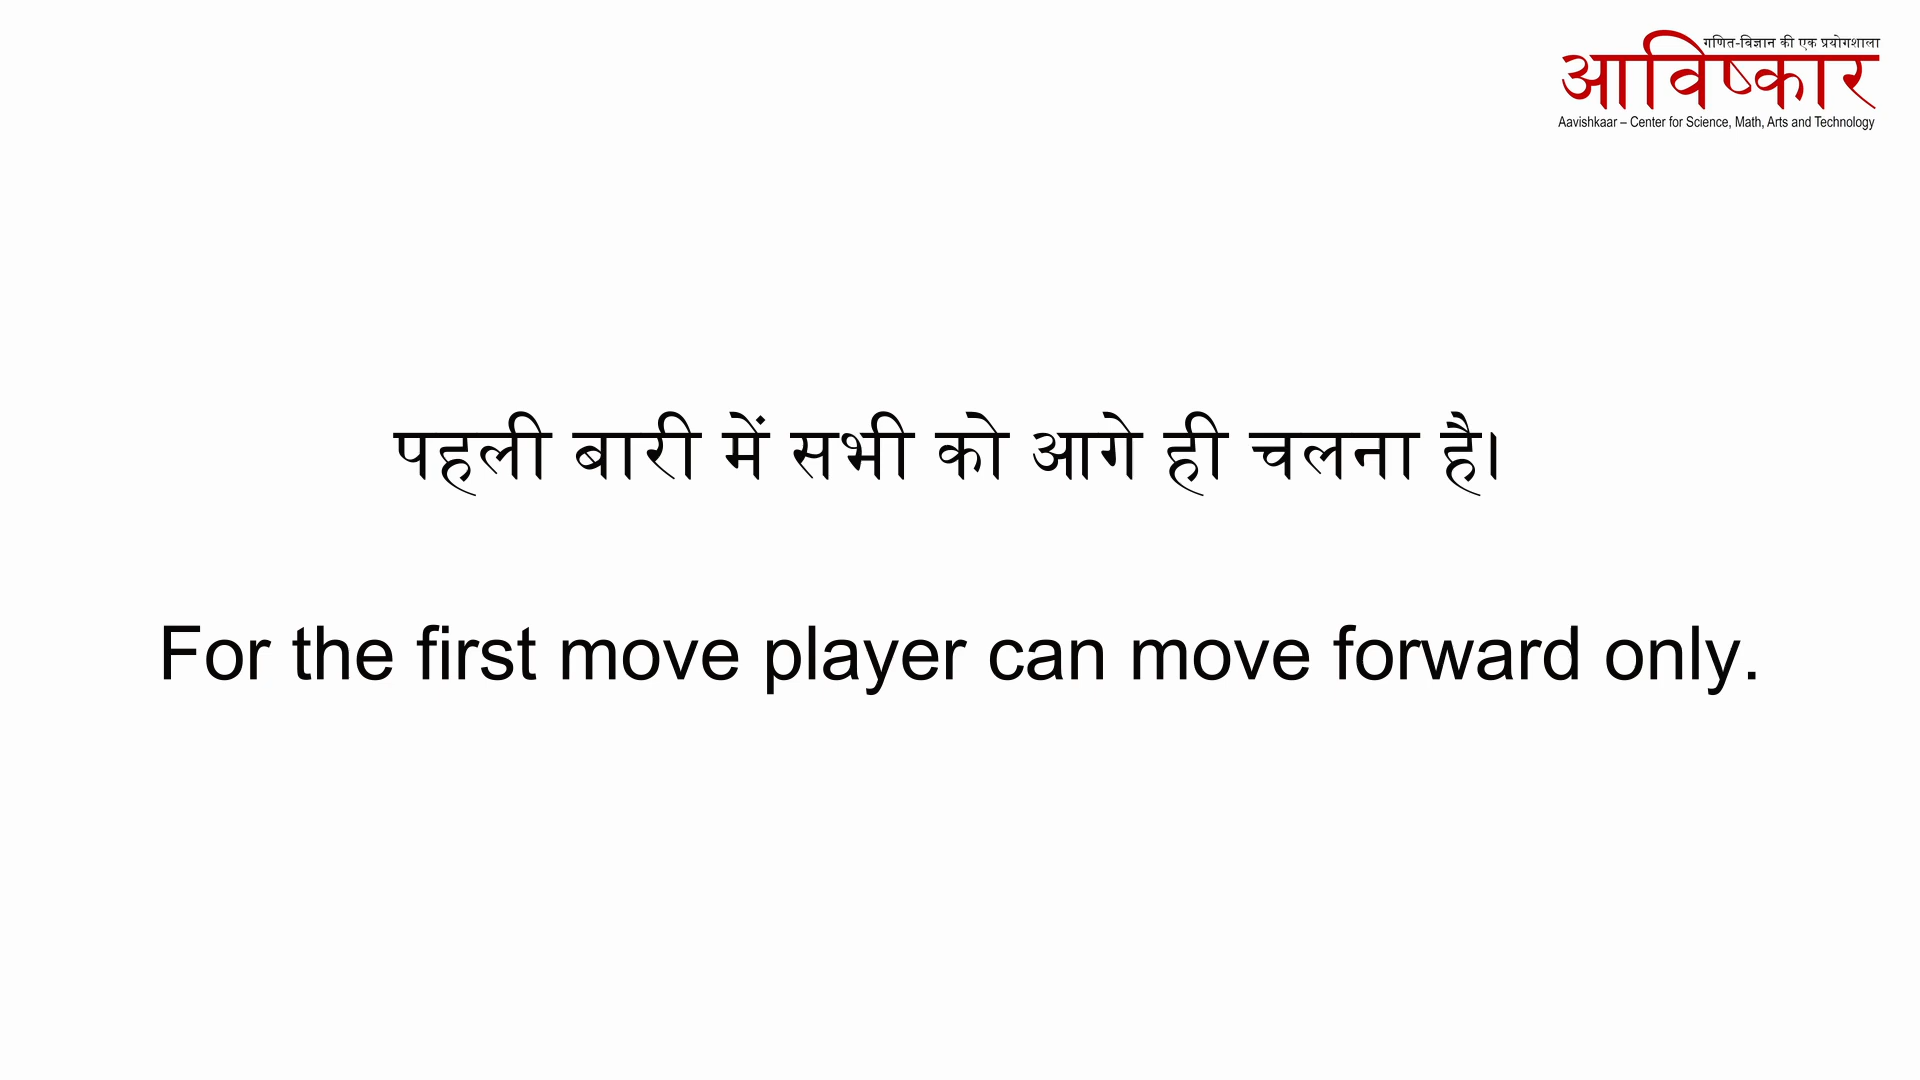 गणित-विज्ञान की एक प्रयोगशाला
आविष्कार
Aavishkaar – Center for Science, Math, Arts and Technology
पहली बारी में सभी को आगे ही चलना है।
For the first move player can move forward only.